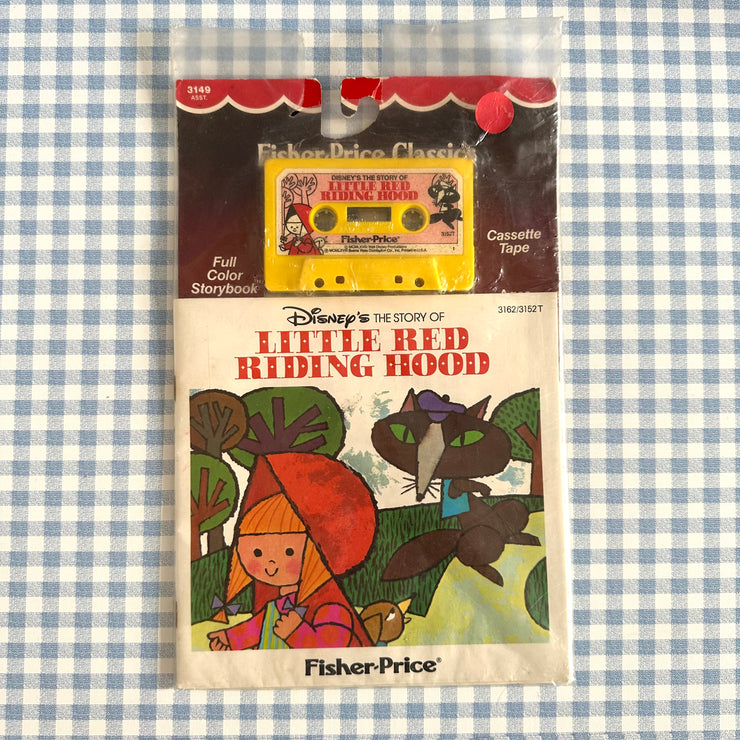 3149
ASST.
Fisher-Price Classics
DISNEY'S THE STORY OF
LITTLE RED
RIDING HOOD
3152T
Fisher-Price®
1
Full
Color
Storybook
Cassette
Tape
Disney's THE STORY OF
3162/3152T
LITTLE RED
RIDING HOOD
Fisher-Price®